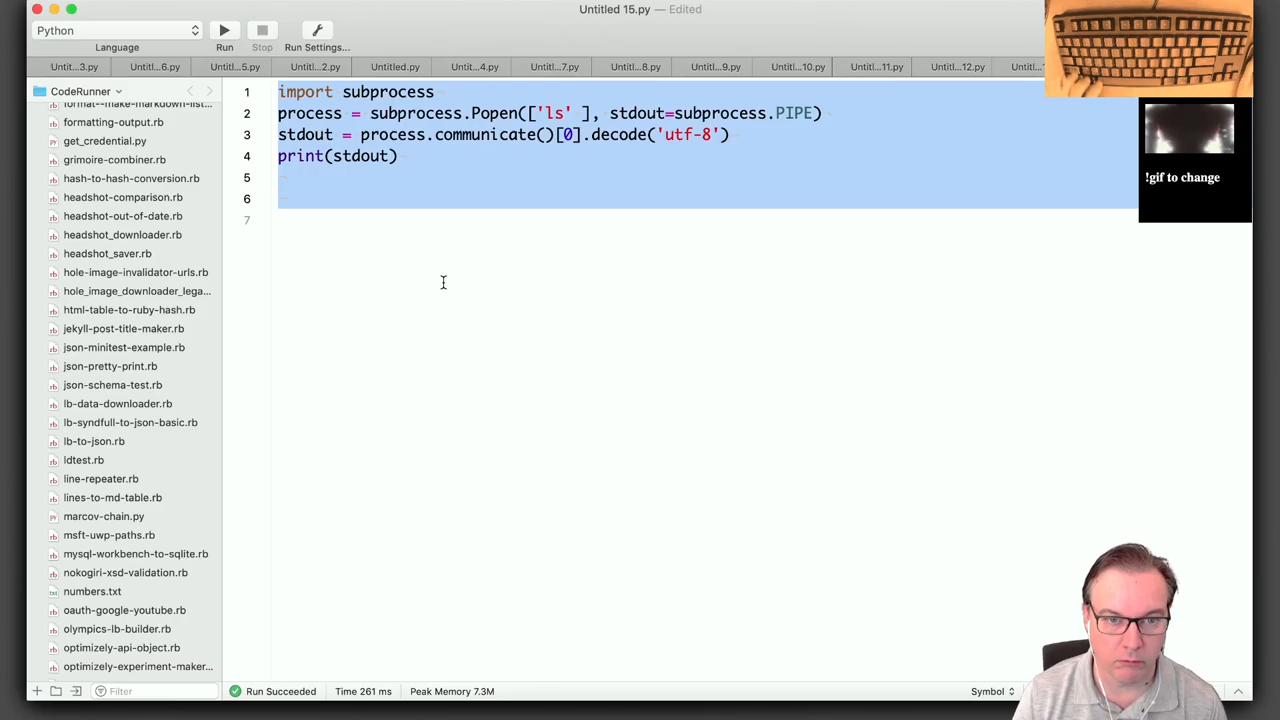 Untitled 15.py — Edited
Python
Language
Run
Stop
Run Settings...
Untit...3.py
Untitl...6.py
Untitl...5.py
Untitl...2.py
Untitled.py
Untit...4.py
Untitl...7.py
Untitl...8.py
Untitl...9.py
Untit...10.py
Untit...11.py
Untit...12.py
Untit...1
CodeRunner
format--make-markdown-list...
formatting-output.rb
get_credential.py
grimoire-combiner.rb
hash-to-hash-conversion.rb
headshot-comparison.rb
headshot-out-of-date.rb
headshot_downloader.rb
headshot_saver.rb
hole-image-invalidator-urls.rb
hole_image_downloader_lega...
html-table-to-ruby-hash.rb
jekyll-post-title-maker.rb
json-minitest-example.rb
json-pretty-print.rb
json-schema-test.rb
lb-data-downloader.rb
lb-syndfull-to-json-basic.rb
lb-to-json.rb
ldtest.rb
line-repeater.rb
lines-to-md-table.rb
marcov-chain.py
msft-uwp-paths.rb
mysql-workbench-to-sqlite.rb
nokogiri-xsd-validation.rb
numbers.txt
oauth-google-youtube.rb
olympics-lb-builder.rb
optimizely-api-object.rb
optimizely-experiment-maker...
Filter
1 import subprocess
2 process = subprocess.Popen(['ls' ], stdout=subprocess.PIPE)
3 stdout = process.communicate()[0].decode('utf-8')
4 print(stdout)
5
6
7
!gif to change
Run Succeeded
Time 261 ms
Peak Memory 7.3M
Symbol